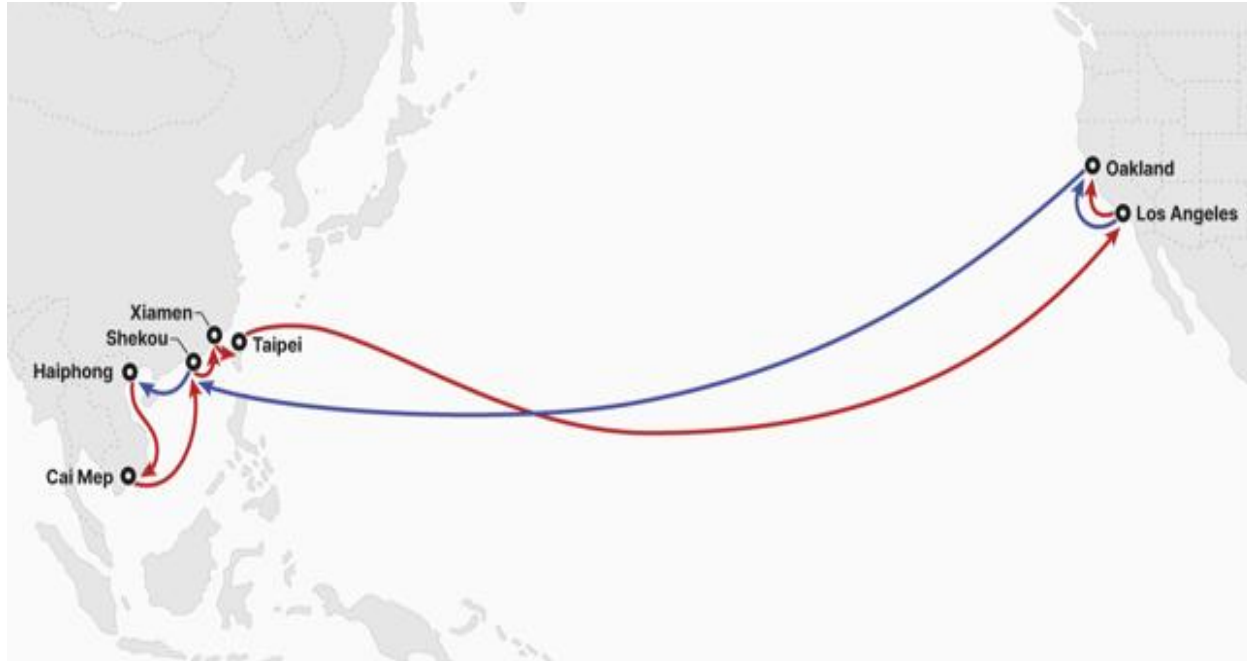 Oakland
Los Angeles
Xiamen
Shekou
Taipei
Haiphong
Cai Mep